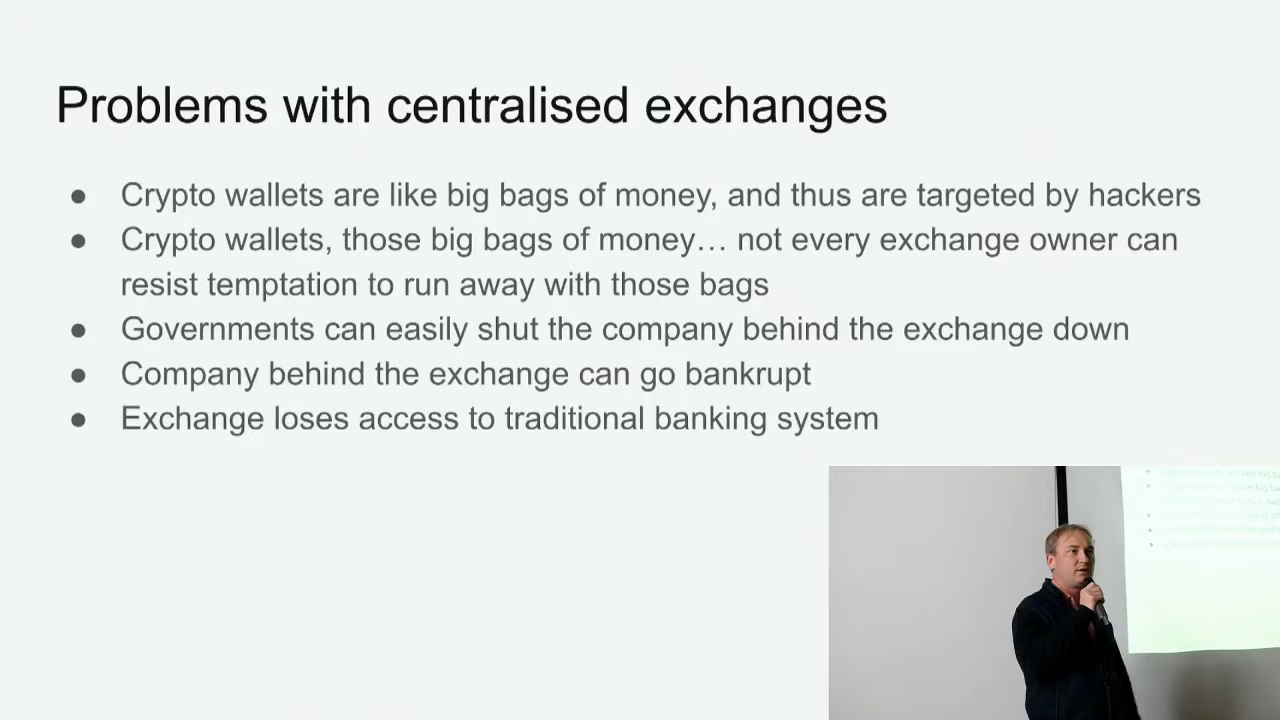 Problems with centralised exchanges
● Crypto wallets are like big bags of money, and thus are targeted by hackers
● Crypto wallets, those big bags of money… not every exchange owner can
resist temptation to run away with those bags
● Governments can easily shut the company behind the exchange down
● Company behind the exchange can go bankrupt
● Exchange loses access to traditional banking system